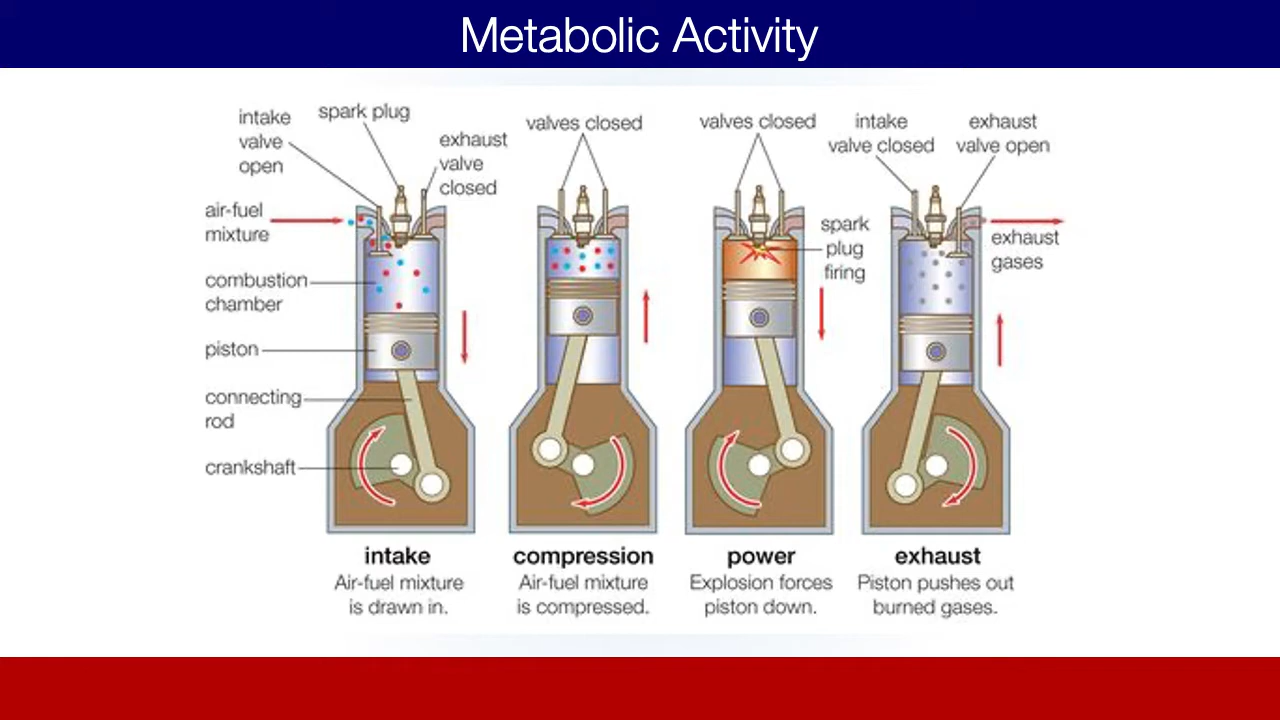 Metabolic Activity
intake
valve
open
spark plug
exhaust
valve
closed
air-fuel
mixture
combustion
chamber
piston
connecting
rod
crankshaft
intake
Air-fuel mixture
is drawn in.
valves closed
compression
Air-fuel mixture
is compressed.
valves closed
spark
plug
firing
power
Explosion forces
piston down.
intake
valve closed
exhaust
valve open
exhaust
gases
exhaust
Piston pushes out
burned gases.